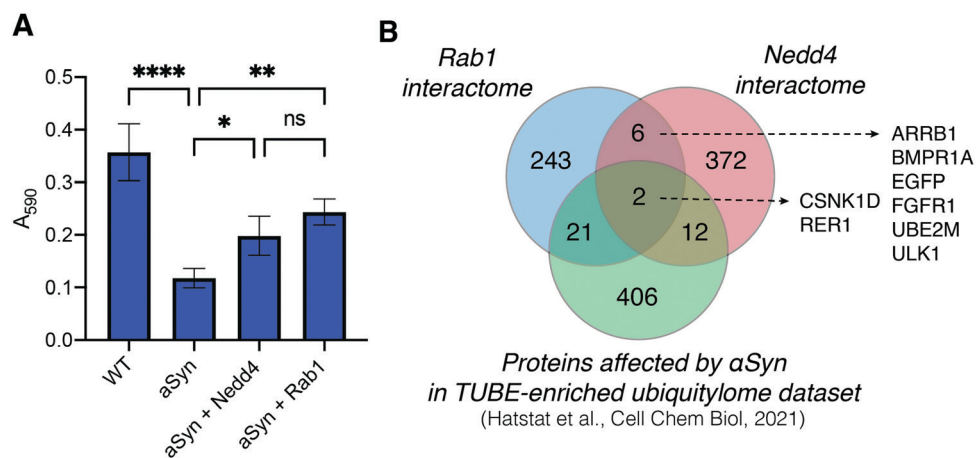 A
****
**
*
ns
0.5
0.4
0.3
0.2
0.1
0.0
A590
WT
aSyn
aSyn + Nedd4
aSyn + Rab1
B
Rab1
interactome
Nedd4
interactome
243
6
372
2
21
12
406
ARRB1
BMPR1A
EGFP
FGFR1
UBE2M
ULK1
CSNK1D
RER1
Proteins affected by αSyn
in TUBE-enriched ubiquitylome dataset
(Hatstat et al., Cell Chem Biol, 2021)